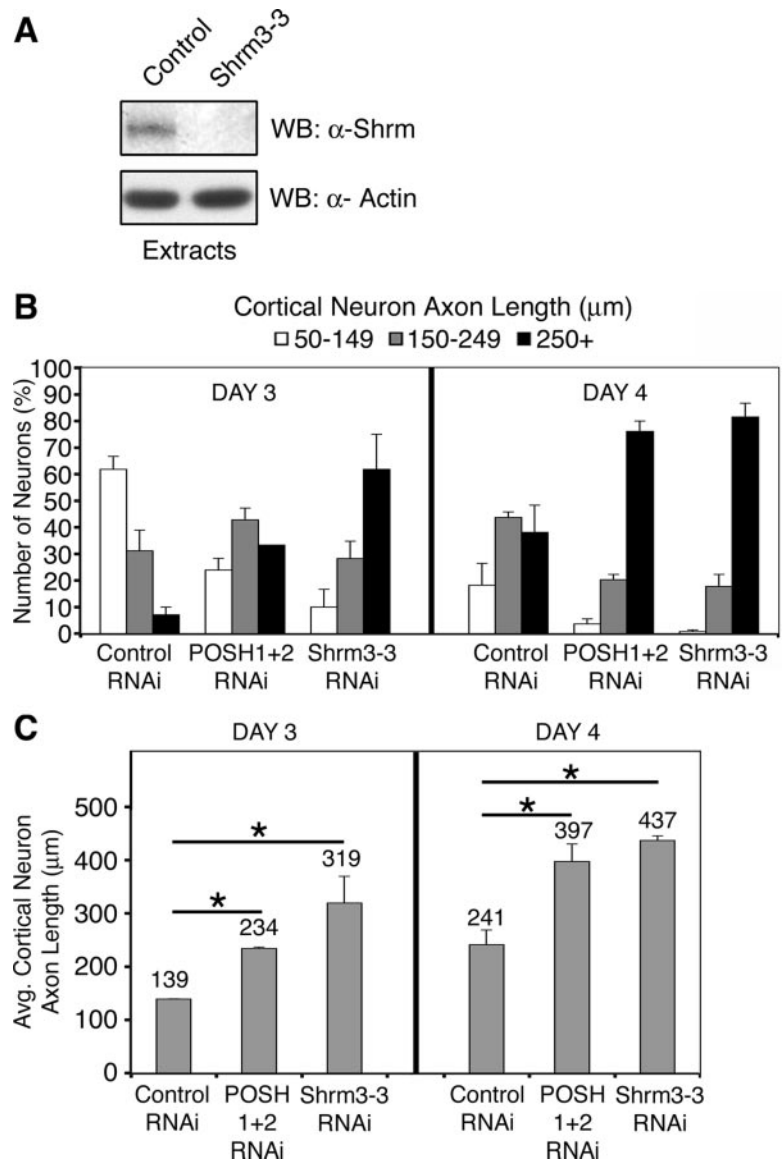 A
Control
Shrm3-3
WB: α-Shrm
WB: α- Actin
Extracts
B
Cortical Neuron Axon Length (μm)
50-149 150-249 250+
Number of Neurons (%)
100
90
80
70
60
50
40
30
20
10
0
DAY 3
DAY 4
Control
RNAi
POSH1+2
RNAi
Shrm3-3
RNAi
Control
RNAi
POSH1+2
RNAi
Shrm3-3
RNAi
C
DAY 3
DAY 4
Avg. Cortical Neuron
Axon Length (μm)
500
400
300
200
100
0
*
*
139
234
319
*
*
241
397
437
Control
RNAi
POSH
1+2
RNAi
Shrm3-3
RNAi
Control
RNAi
POSH
1+2
RNAi
Shrm3-3
RNAi